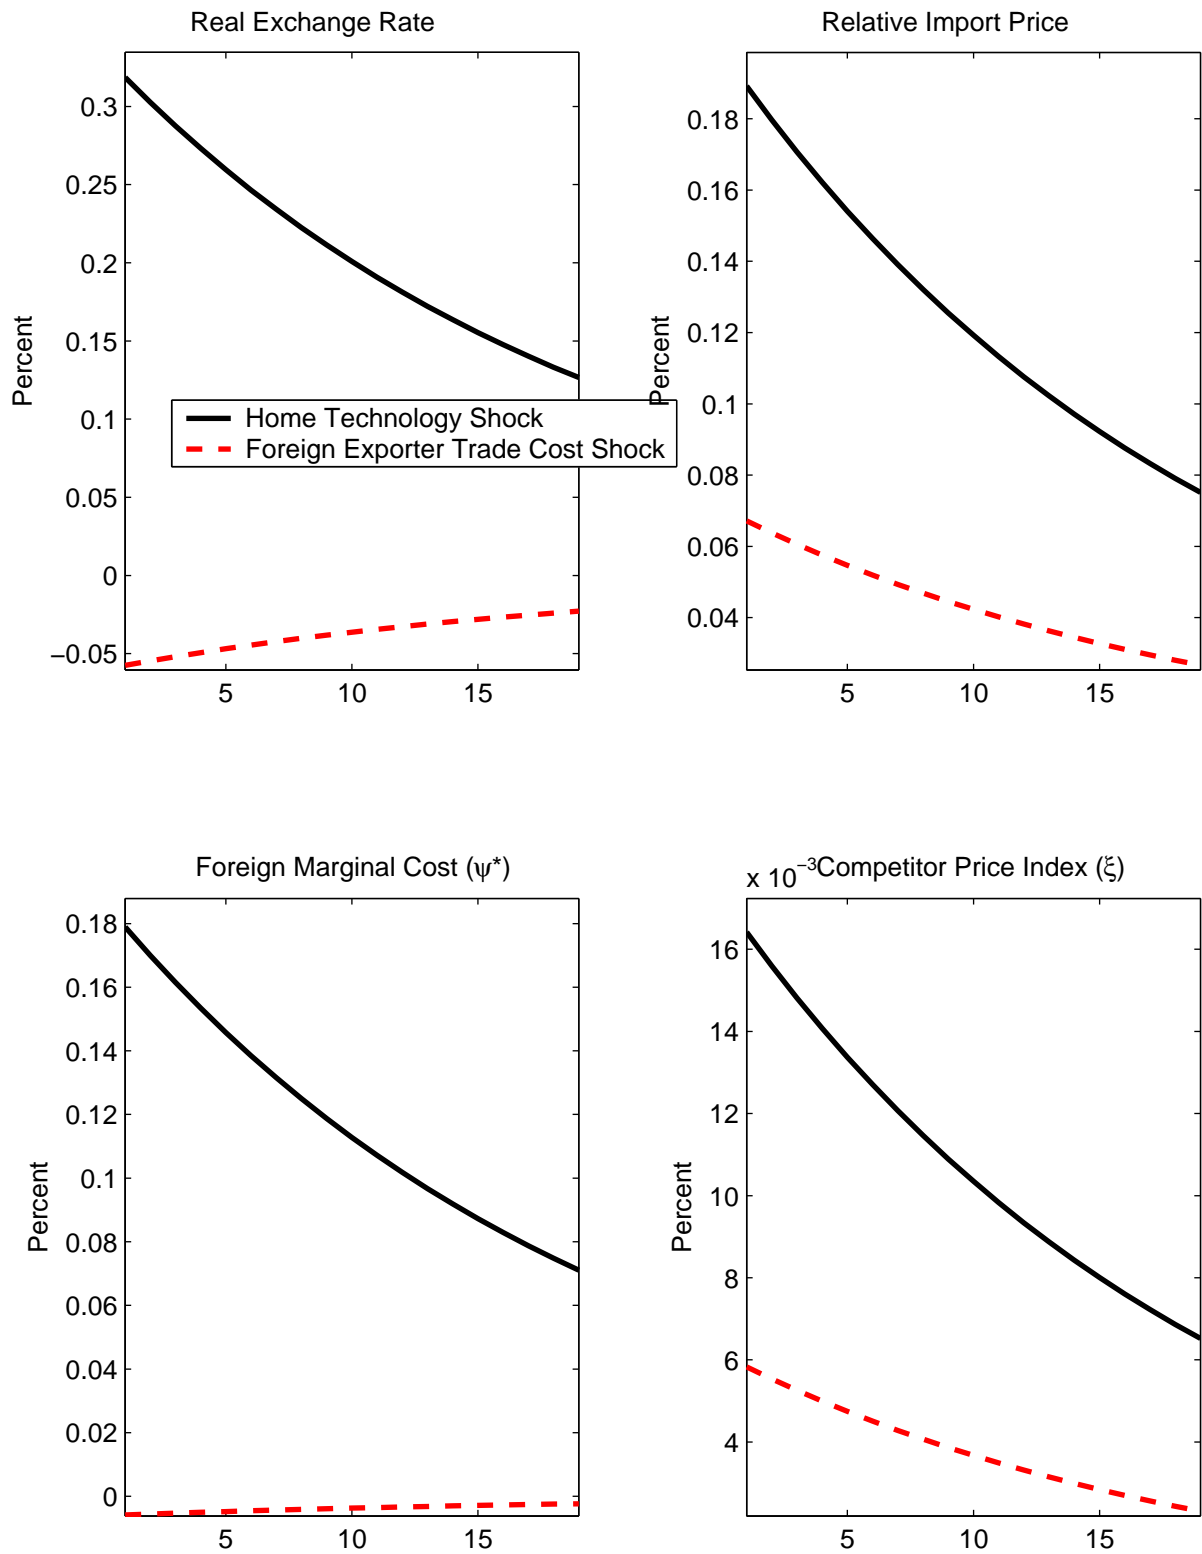 Real Exchange Rate
0.3
0.25
0.2
0.15
0.1
0.05
0
−0.05
Percent
5 10 15
Home Technology Shock
Foreign Exporter Trade Cost Shock
Relative Import Price
0.18
0.16
0.14
0.12
0.1
0.08
0.06
0.04
Percent
5 10 15
Foreign Marginal Cost (ψ*)
0.18
0.16
0.14
0.12
0.1
0.08
0.06
0.04
0.02
0
Percent
5 10 15
x 10⁻³Competitor Price Index (ξ)
16
14
12
10
8
6
4
Percent
5 10 15